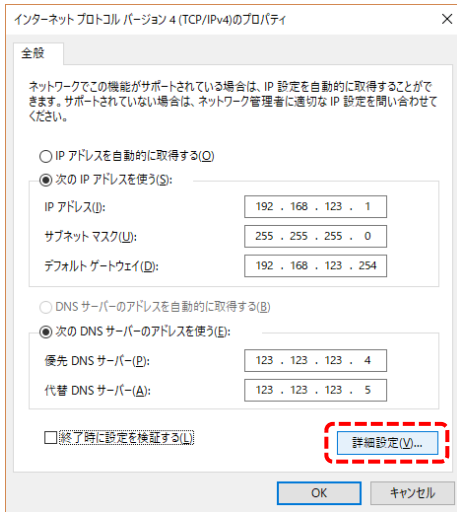 インターネット プロトコル バージョン 4 (TCP/IPv4)のプロパティ
全般
ネットワークでこの機能がサポートされている場合は、IP 設定を自動的に取得することがで
きます。サポートされていない場合は、ネットワーク管理者に適切な IP 設定を問い合わせて
ください。
IP アドレスを自動的に取得する(O)
次の IP アドレスを使う(S):
IP アドレス(I): 192 . 168 . 123 . 1
サブネット マスク(U): 255 . 255 . 255 . 0
デフォルト ゲートウェイ(D): 192 . 168 . 123 . 254
DNS サーバーのアドレスを自動的に取得する(B)
次の DNS サーバーのアドレスを使う(E):
優先 DNS サーバー(P): 123 . 123 . 123 . 4
代替 DNS サーバー(A): 123 . 123 . 123 . 5
終了時に設定を検証する(L) 詳細設定(V)...
OK キャンセル